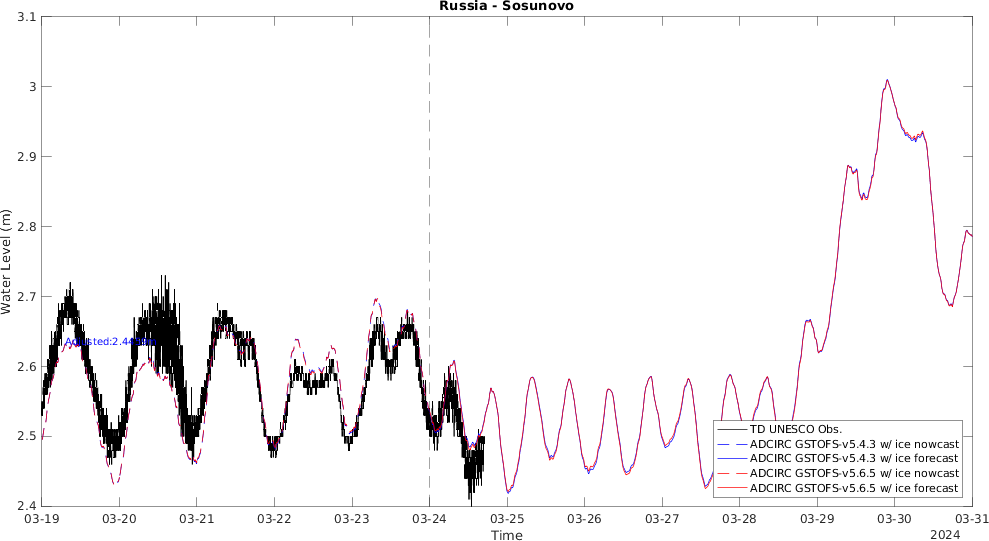 Russia - Sosunovo
3.1
3
2.9
2.8
2.7
2.6
2.5
2.4
Water Level (m)
TD UNESCO Obs.
ADCIRC GSTOFS-v5.4.3 w/ ice nowcast
ADCIRC GSTOFS-v5.4.3 w/ ice forecast
ADCIRC GSTOFS-v5.6.5 w/ ice nowcast
ADCIRC GSTOFS-v5.6.5 w/ ice forecast
03-19 03-20 03-21 03-22 03-23 03-24 03-25 03-26 03-27 03-28 03-29 03-30 03-31
Time
2024